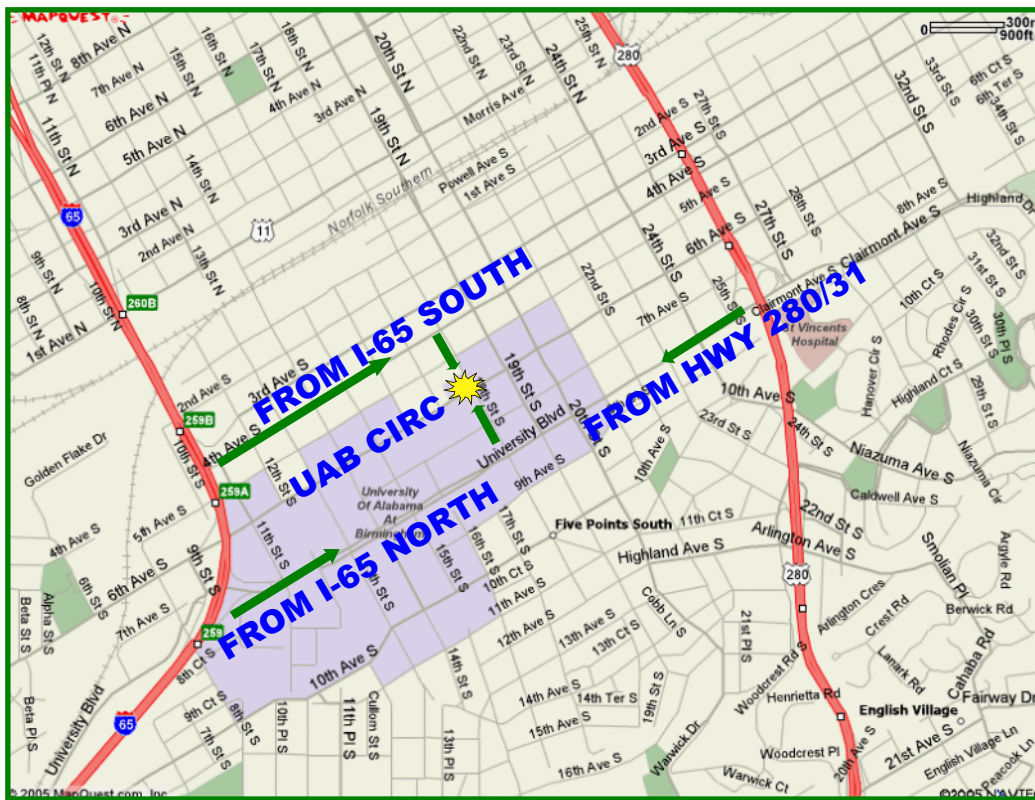 MAPQUEST
300m
0
900ft
12th St N
11th Pl N
8th Ave N
15th St N
16th St N
17th St N
18th St N
20th St N
22nd St N
23rd St N
24th St N
25th St N
280
7th Ave N
6th Ave N
5th Ave N
4th Ave N
3rd Ave N
Morris Ave N
11th St N
14th St N
19th St N
32nd St S
33rd St S
6th Ct S
6th Ter S
34th St S
2nd Ave S
27th St S
3rd Ave S
4th Ave S
5th Ave S
6th Ave S
Powell Ave S
1st Ave S
Norfolk Southern
65
3rd Ave N
2nd Ave N
11
13th St N
9th St N
8th St N
10th St N
260B
1st Ave N
28th St S
27th St S
24th St S
22nd St S
25th St S
7th Ave S
8th Ave S
Highland Dr
Clairmont Ave S
Clairmont Ave S
32nd St S
31st St S
30th St S
30th Pl S
29th St S
10th Ct S
Rhodes Cir S
Hanover Cir S
Highland Ct S
St Vincents
Hospital
FROM I-65 SOUTH
FROM HWY 280/31
UAB CIRC
FROM I-65 NORTH
2nd Ave S
3rd Ave S
4th Ave S
259B
10th St S
259A
Golden Flake Dr
12th St S
11th St S
19th St S
20th St S
University Blvd
9th Ave S
10th Ave S
10th Ave S
23rd St S
24th St S
Niazuma Ave S
Niazuma Cir
Caldwell Ave S
22nd St S
Arlington Ave S
University
Of Alabama
At
Birmingham
Five Points South
11th Ct S
Highland Ave S
5th Ave S
4th Ave S
6th Ave S
7th Ave S
6th St S
9th St S
Alpha St S
Beta St S
Beta Pl S
259
8th Ct S
9th Ct S
8th St S
7th St S
University Blvd
65
10th Ave S
10th Pl S
11th Pl S
Cullom St S
13th Pl S
14th St S
15th St S
16th St S
17th St S
10th Ct S
11th Ave S
12th Ave S
13th Ave S
13th Ct S
14th Ave S
14th Ter S
15th Ave S
16th Ave S
19th St S
Cobb Ln S
21st Pl S
280
Warwick Dr
Warwick Ct
Woodcrest Rd S
Woodcrest Pl
Henrietta Rd
Arlington Cres
Crest Rd
Lanark Rd
Smolian Pl
Argyle Rd
Berwick Rd
Cahaba Rd
Fairway Dr
English Village
21st Ave S
20th Ave S
English Village Ln
Peacock Ln
© 2005 MapQuest.com, Inc.
©2005 NAVTE